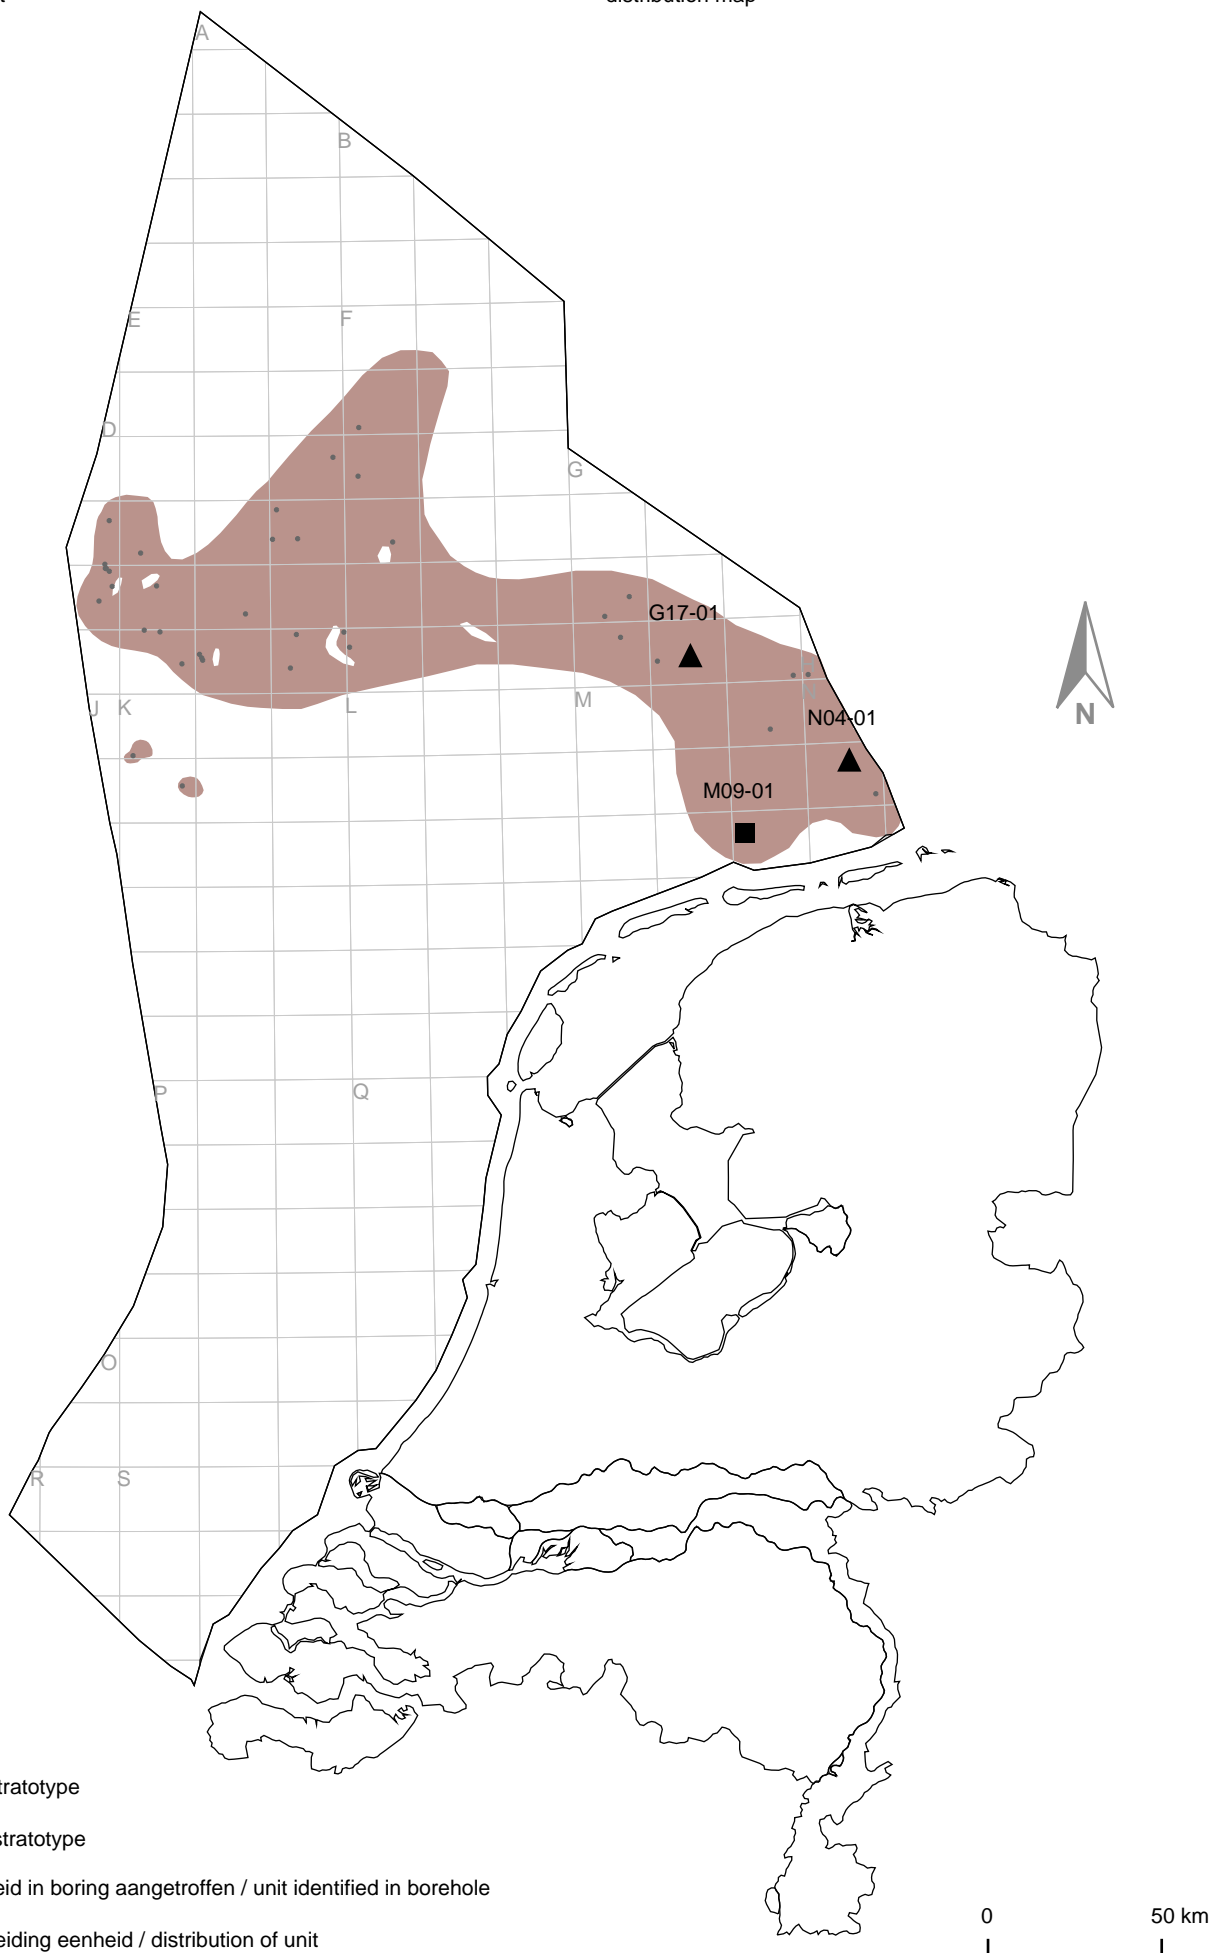 distribution map
A
B
E
F
D
G
G17-01
N04-01
J
K
L
M
N
M09-01
P
Q
O
R
S
N
tratotype
stratotype
eid in boring aangetroffen / unit identified in borehole
eiding eenheid / distribution of unit
0
50 km